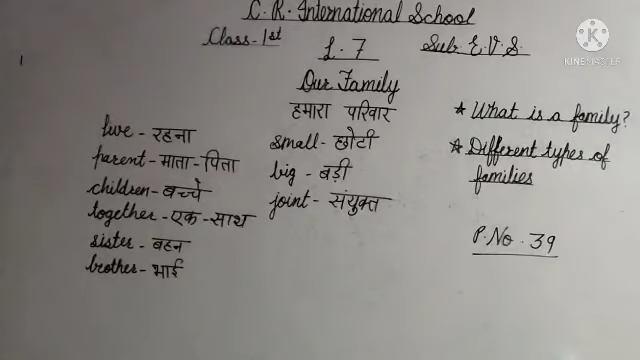 C. R. International School
Class-1st
L.7
Sub: E.V.S.
Our Family
हमारा परिवार
live - रहना
parent - माता - पिता
children - बच्चे
together - एक - साथ
sister - बहन
brother - भाई
small - छोटी
big - बड़ी
joint - संयुक्त
* What is a family?
* Different types of
families
P.No. 39
KINEMASTER